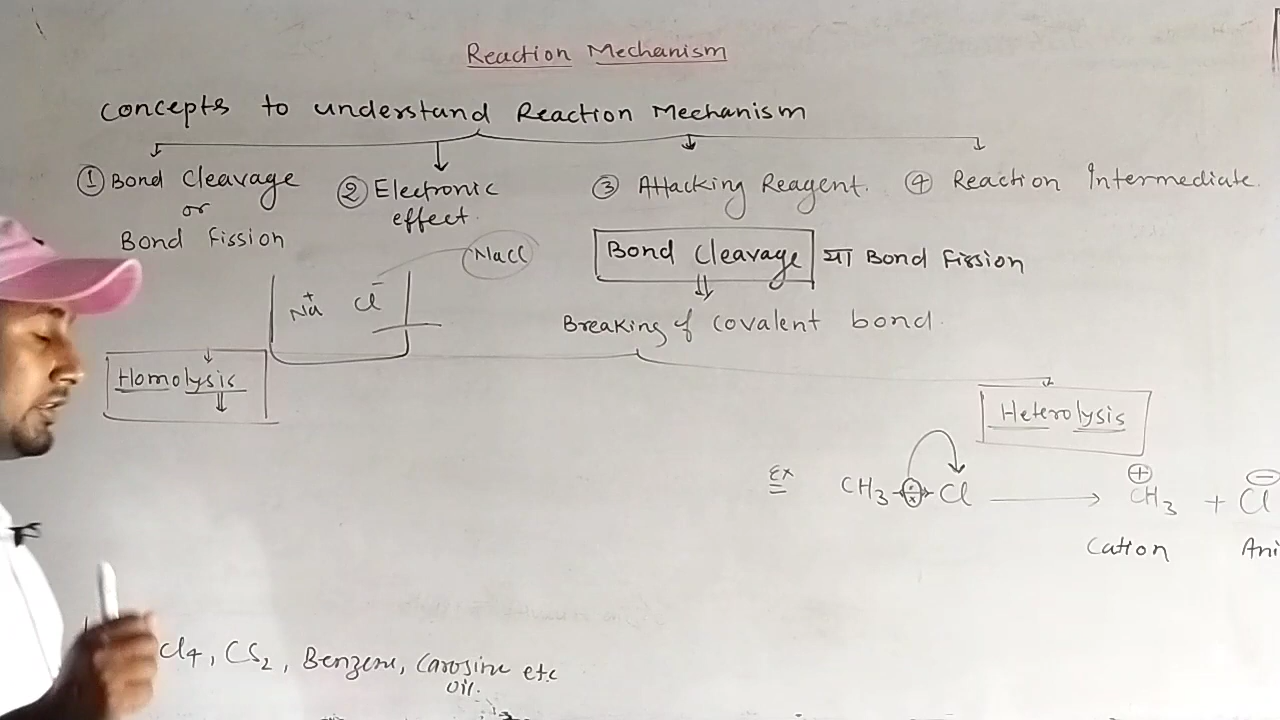 Reaction Mechanism
Concepts to understand Reaction Mechanism
① Bond Cleavage
or
Bond Fission
② Electronic
effect.
③ Attacking Reagent.
④ Reaction Intermediate.
Bond Cleavage या Bond Fission
Breaking of covalent bond.
NaCl
Na⁺ Cl⁻
Homolysis
Heterolysis
Ex CH₃ Cl → ⊕CH₃ + ⊖Cl
Cation Ani
Cl₄, CS₂, Benzene, Carosine etc
oil.